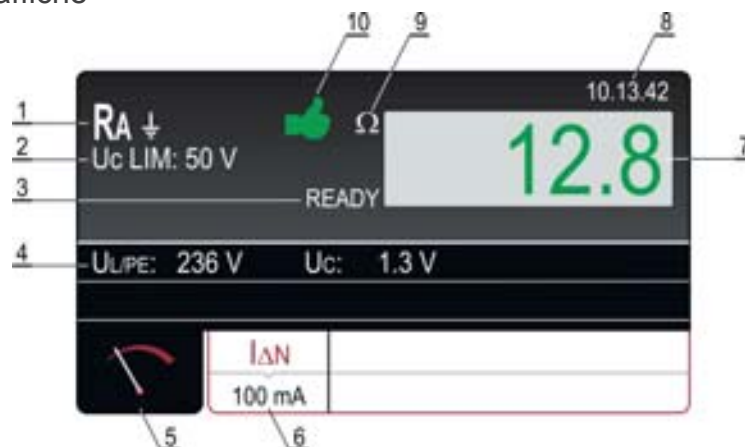 10 9 8
10.13.42
1 RA Ω
12.8 7
2 Uc LIM: 50 V
3 READY
4 UL/PE: 236 V Uc: 1.3 V
IΔN
100 mA
5 6